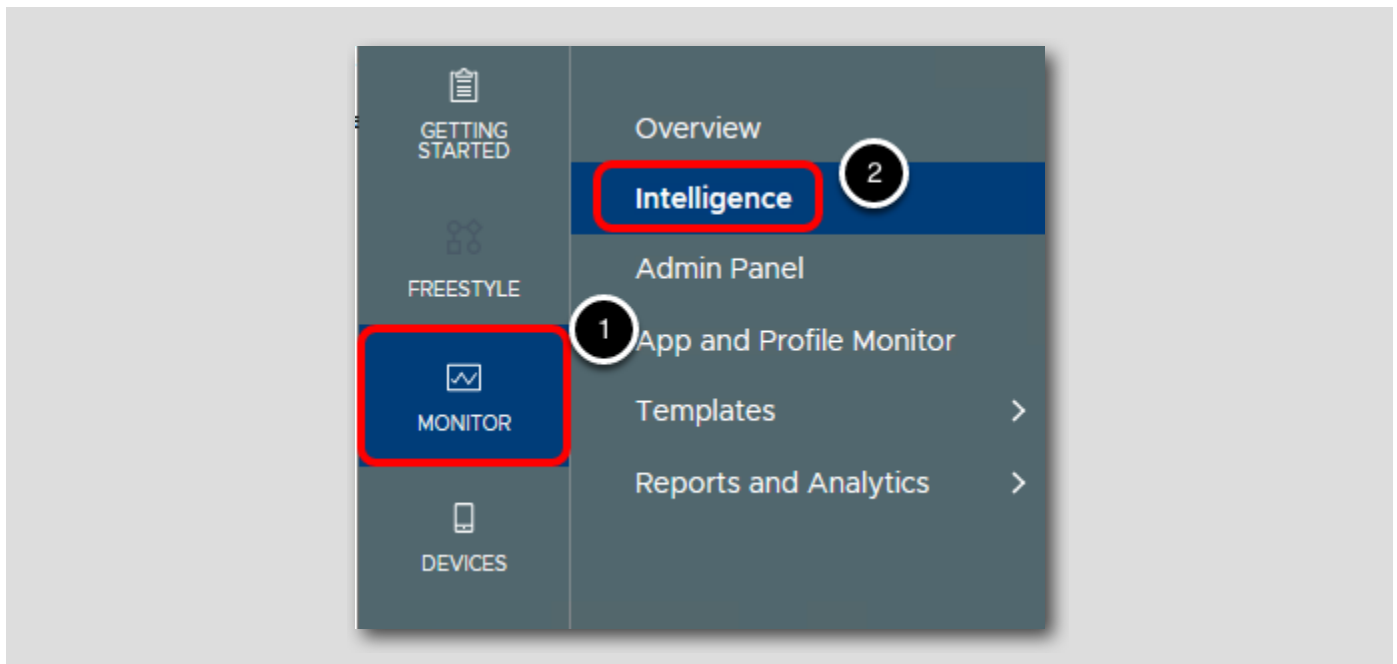 GETTING
STARTED
FREESTYLE
MONITOR
DEVICES
Overview
Intelligence
2
Admin Panel
1
App and Profile Monitor
Templates
Reports and Analytics